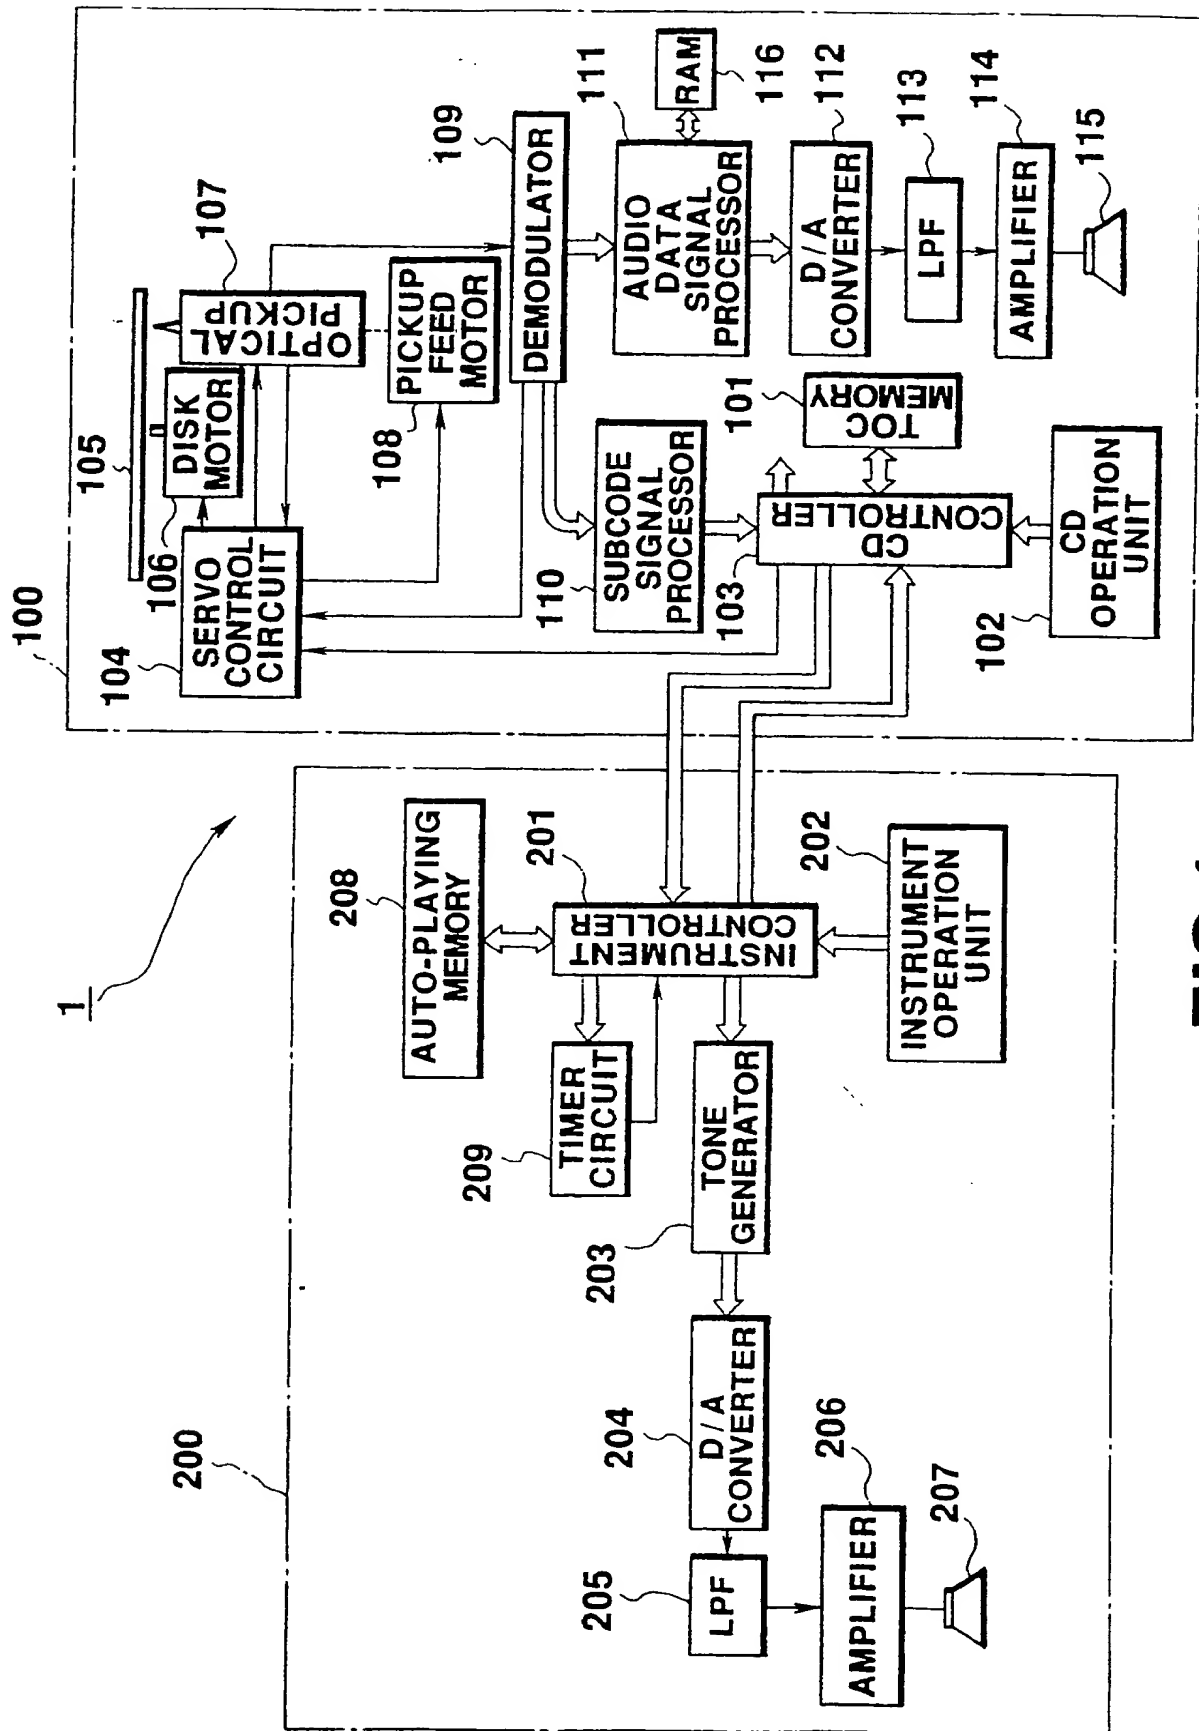 1
100
105
106
DISK
MOTOR
107
OPTICAL
PICKUP
104
SERVO
CONTROL
CIRCUIT
108
PICKUP
FEED
MOTOR
109
DEMODULATOR
110
SUBCODE
SIGNAL
PROCESSOR
111
AUDIO
DATA
SIGNAL
PROCESSOR
RAM
116
103
CD
CONTROLLER
101
TOC
MEMORY
112
D/A
CONVERTER
113
LPF
114
AMPLIFIER
115
102
CD
OPERATION
UNIT
200
208
AUTO-PLAYING
MEMORY
201
INSTRUMENT
CONTROLLER
209
TIMER
CIRCUIT
202
INSTRUMENT
OPERATION
UNIT
203
TONE
GENERATOR
204
D/A
CONVERTER
205
LPF
206
AMPLIFIER
207